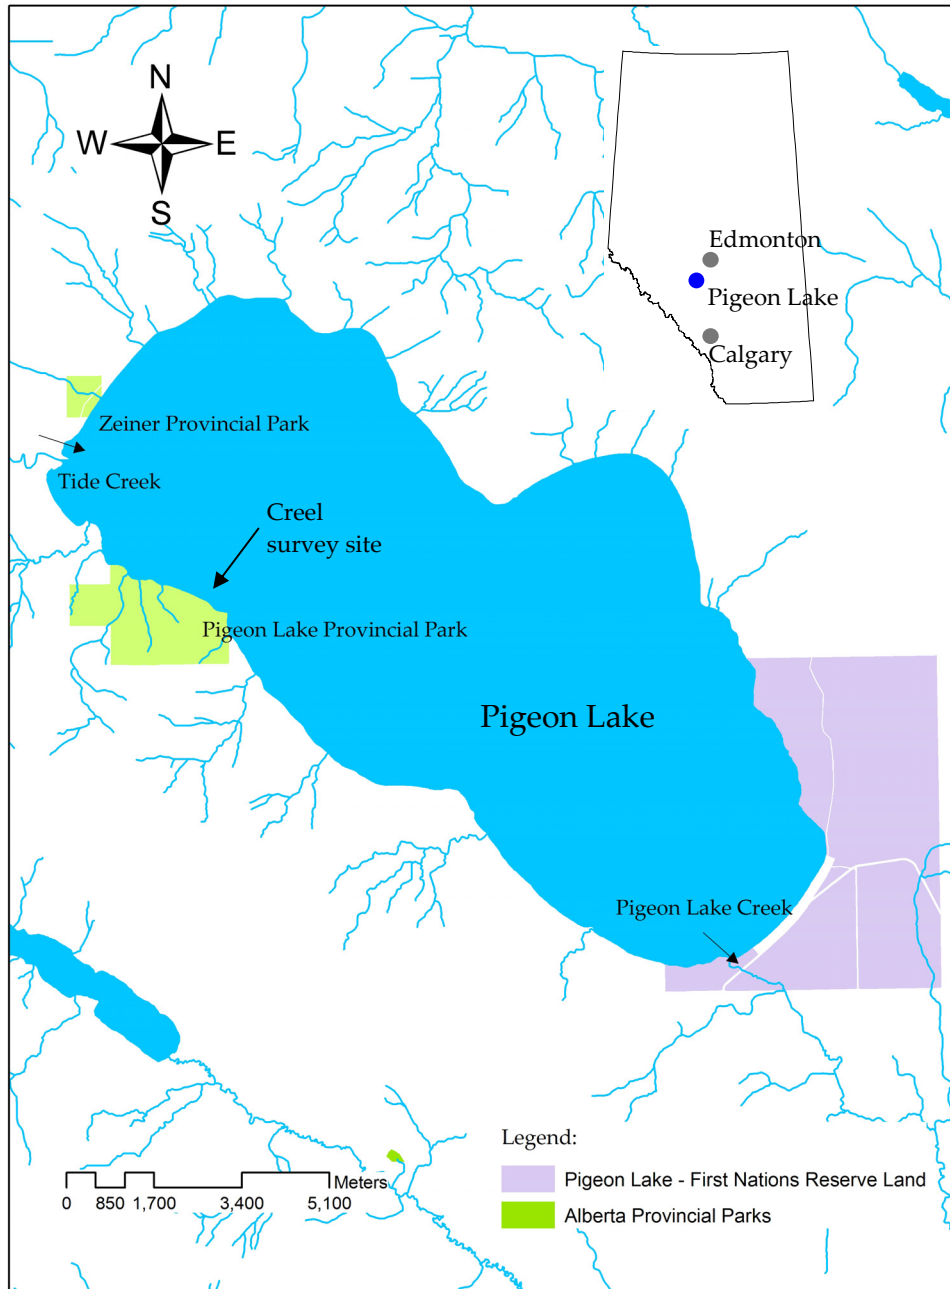 N
W E
S
Edmonton
Pigeon Lake
Calgary
Zeiner Provincial Park
Tide Creek
Creel
survey site
Pigeon Lake Provincial Park
Pigeon Lake
Pigeon Lake Creek
Legend:
Pigeon Lake - First Nations Reserve Land
Alberta Provincial Parks
Meters
0 850 1,700 3,400 5,100